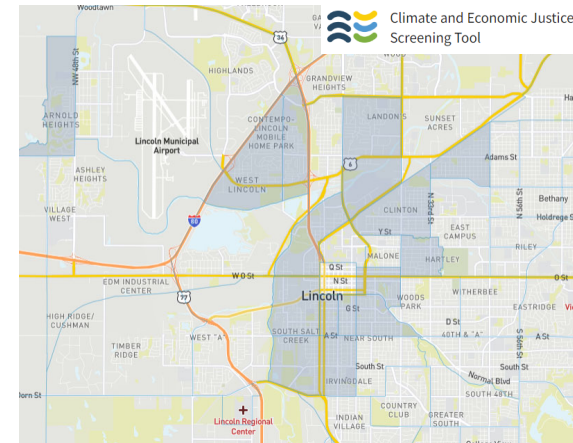 Woodlawn
Climate and Economic Justice
Screening Tool
34
NW 48th St
HIGHLANDS
GRANDVIEW
HEIGHTS
ARNOLD
HEIGHTS
CONTEMPO-
LINCOLN
MOBILE
HOME PARK
LANDON'S
SUNSET
ACRES
Ha
Lincoln Municipal
Airport
6
Adams St
ASHLEY
HEIGHTS
WEST
LINCOLN
VILLAGE
WEST
80
CLINTON
N 33rd St
N 56th St
Bethany
Holdrege S
Y St
EAST
CAMPUS
RILEY
MALONE
HARTLEY
Q St
W O St
O St
N St
EDM INDUSTRIAL
CENTER
77
Lincoln
WOODS
PARK
WITHERBEE
G St
EASTRIDGE
Vi
HIGH RIDGE/
CUSHMAN
D St
40TH & "A"
WEST "A"
SOUTH SALT
CREEK
A St
NEAR SOUTH
S 56th St
A St
TIMBER
RIDGE
South St
South St
IRVINGDALE
Normal Blvd
SOUTH 48TH
Lincoln Regional
Center
COUNTRY
CLUB
INDIAN
VILLAGE
GREATER
SOUTH